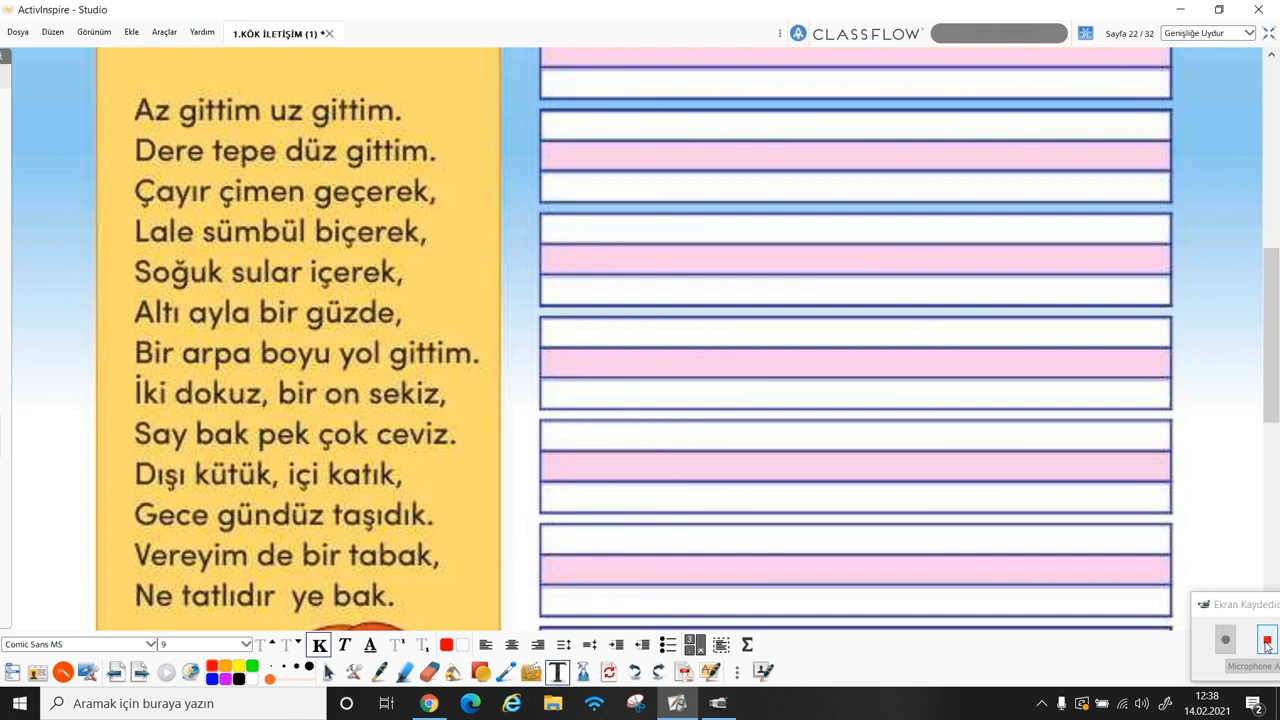 ActivInspire - Studio
Dosya Düzen Görünüm Ekle Araçlar Yardım 1.KÖK İLETİŞİM (1) * CLASSFLOW Sayfa 22 / 32 Genişliğe Uydur
Az gittim uz gittim.
Dere tepe düz gittim.
Çayır çimen geçerek,
Lale sümbül biçerek,
Soğuk sular içerek,
Altı ayla bir güzde,
Bir arpa boyu yol gittim.
İki dokuz, bir on sekiz,
Say bak pek çok ceviz.
Dışı kütük, içi katık,
Gece gündüz taşıdık.
Vereyim de bir tabak,
Ne tatlıdır ye bak.
Ekran Kaydedic
Microphone A
Comic Sans MS 9
Aramak için buraya yazın
12:38
14.02.2021
2